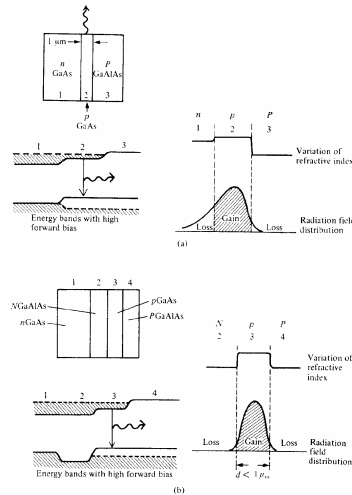 1 μm
n
GaAs
P
GaAlAs
1 2 3
p
GaAs
1 2 3
Energy bands with high
forward bias
n p P
1 2 3
Variation of
refractive index
Loss Gain Loss
Radiation field
distribution
(a)
1 2 3 4
NGaAlAs
nGaAs
pGaAs
PGaAlAs
1 2 3 4
Energy bands with high forward bias
N p P
2 3 4
Variation of
refractive
index
Loss Gain Loss
Radiation
field
distribution
d < 1 μm
(b)